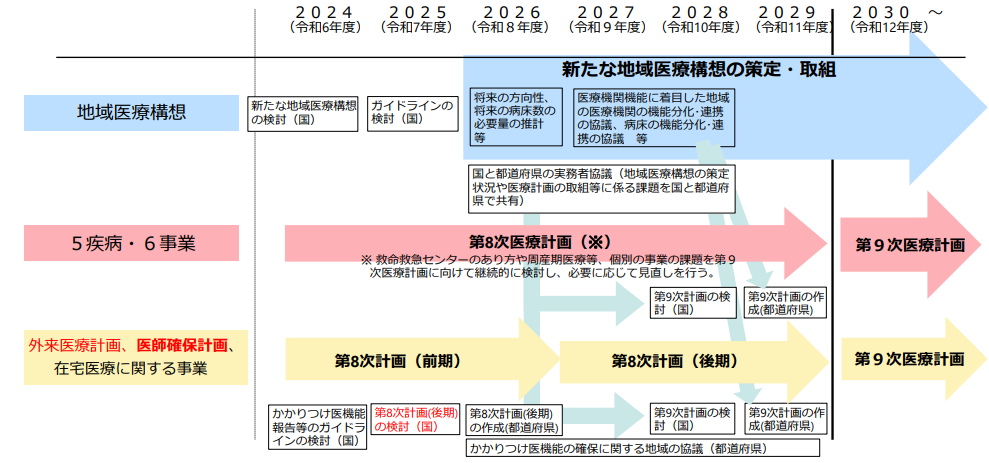 ２０２４ ２０２５ ２０２６ ２０２７ ２０２８ ２０２９ ２０３０ ～
（令和6年度） （令和7年度） （令和８年度） （令和９年度） （令和10年度） （令和11年度） （令和12年度）
新たな地域医療構想の策定・取組
地域医療構想
新たな地域医療構想
の検討（国）
ガイドラインの
検討（国）
将来の方向性、
将来の病床数の
必要量の推計
等
医療機関機能に着目した地域
の医療機関の機能分化･連携
の協議、病床の機能分化･連
携の協議　等
国と都道府県の実務者協議（地域医療構想の策定
状況や医療計画の取組等に係る課題を国と都道府
県で共有）
５疾病・６事業
第8次医療計画（※）
※ 救命救急センターのあり方や周産期医療等、個別の事業の課題を第９
次医療計画に向けて継続的に検討し、必要に応じて見直しを行う。
第９次医療計画
第9次計画の検
討（国）
第9次計画の作
成(都道府県)
外来医療計画、医師確保計画、
在宅医療に関する事業
第8次計画（前期）
第8次計画（後期）
第９次医療計画
かかりつけ医機能
報告等のガイドラ
インの検討（国）
第8次計画(後期)
の検討（国）
第8次計画(後期)
の作成(都道府県)
第9次計画の検
討（国）
第9次計画の作
成(都道府県)
かかりつけ医機能の確保に関する地域の協議（都道府県）